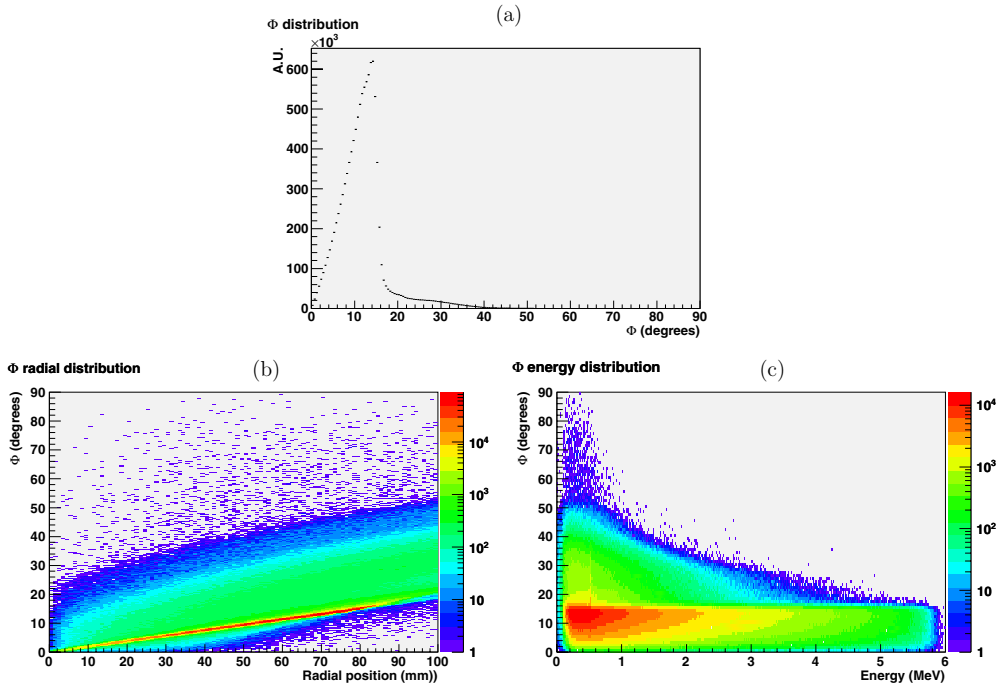 (a)
Φ distribution
×10³
A.U.
600
500
400
300
200
100
0
0 10 20 30 40 50 60 70 80 90
Φ (degrees)
Φ radial distribution
(b)
Φ (degrees)
90
80
70
60
50
40
30
20
10
0
0 10 20 30 40 50 60 70 80 90 100
Radial position (mm))
10⁴
10³
10²
10
1
Φ energy distribution
(c)
Φ (degrees)
90
80
70
60
50
40
30
20
10
0
0 1 2 3 4 5 6
Energy (MeV)
10⁴
10³
10²
10
1